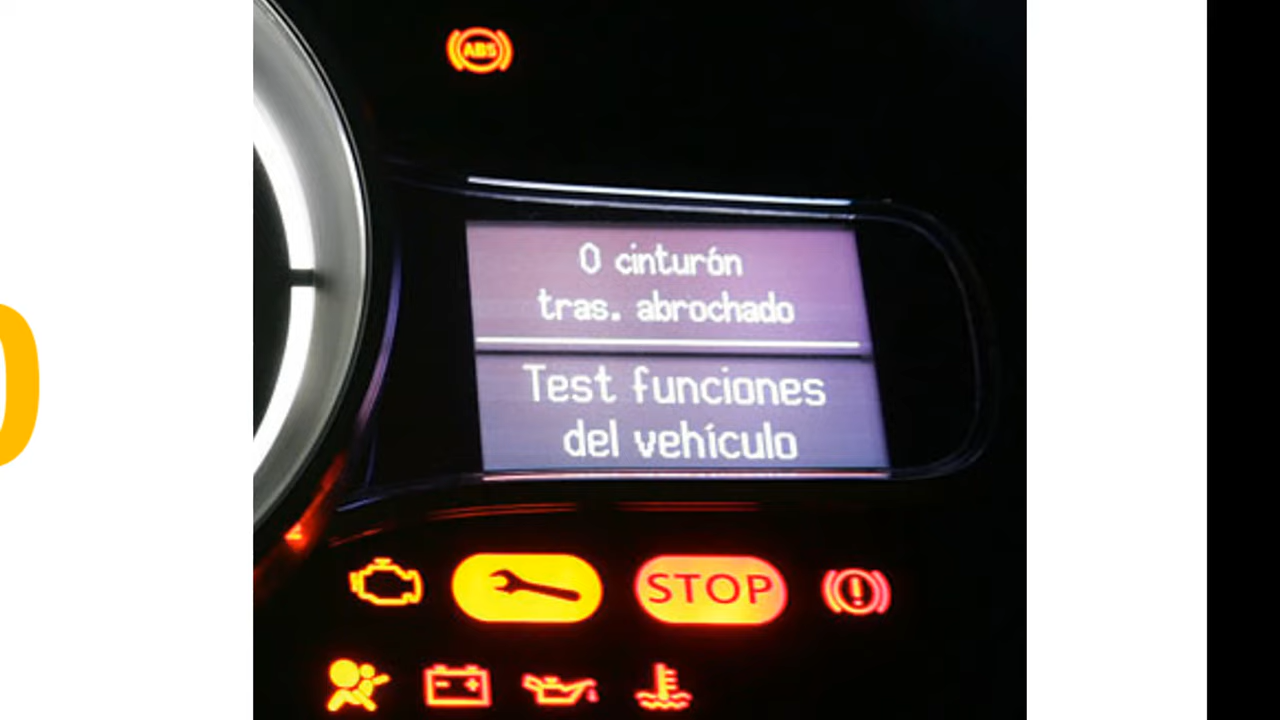 ABS
0 cinturón
tras. abrochado
Test funciones
del vehículo
STOP